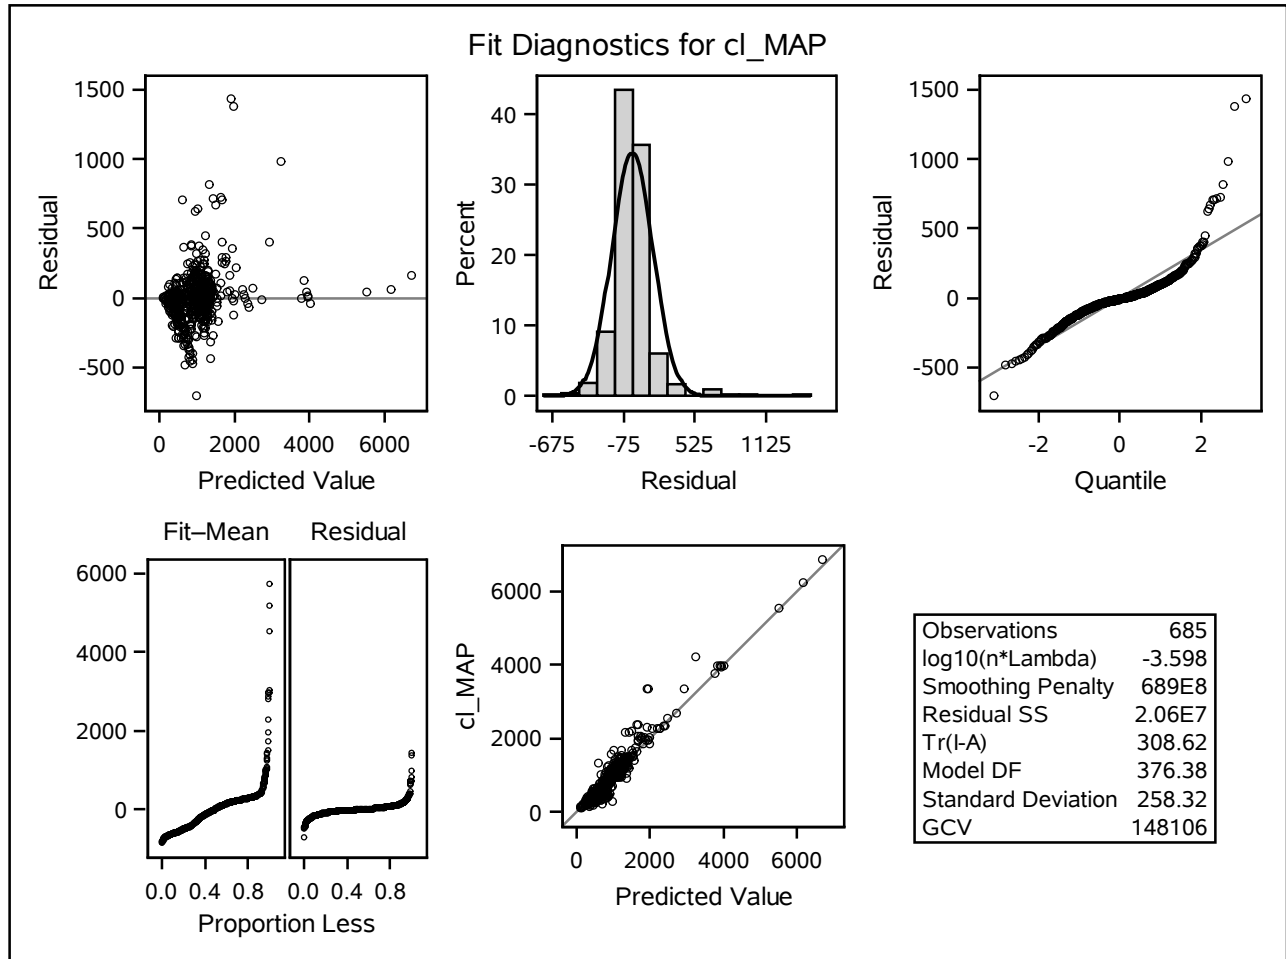 Fit Diagnostics for cl_MAP
1500
1000
500
0
-500
Residual
0 2000 4000 6000
Predicted Value
40
30
20
10
0
Percent
-675 -75 525 1125
Residual
1500
1000
500
0
-500
Residual
-2 0 2
Quantile
Fit–Mean Residual
6000
4000
2000
0
0.0 0.4 0.8 0.0 0.4 0.8
Proportion Less
6000
4000
2000
0
cl_MAP
0 2000 4000 6000
Predicted Value
Observations 685
log10(n*Lambda) -3.598
Smoothing Penalty 689E8
Residual SS 2.06E7
Tr(I-A) 308.62
Model DF 376.38
Standard Deviation 258.32
GCV 148106